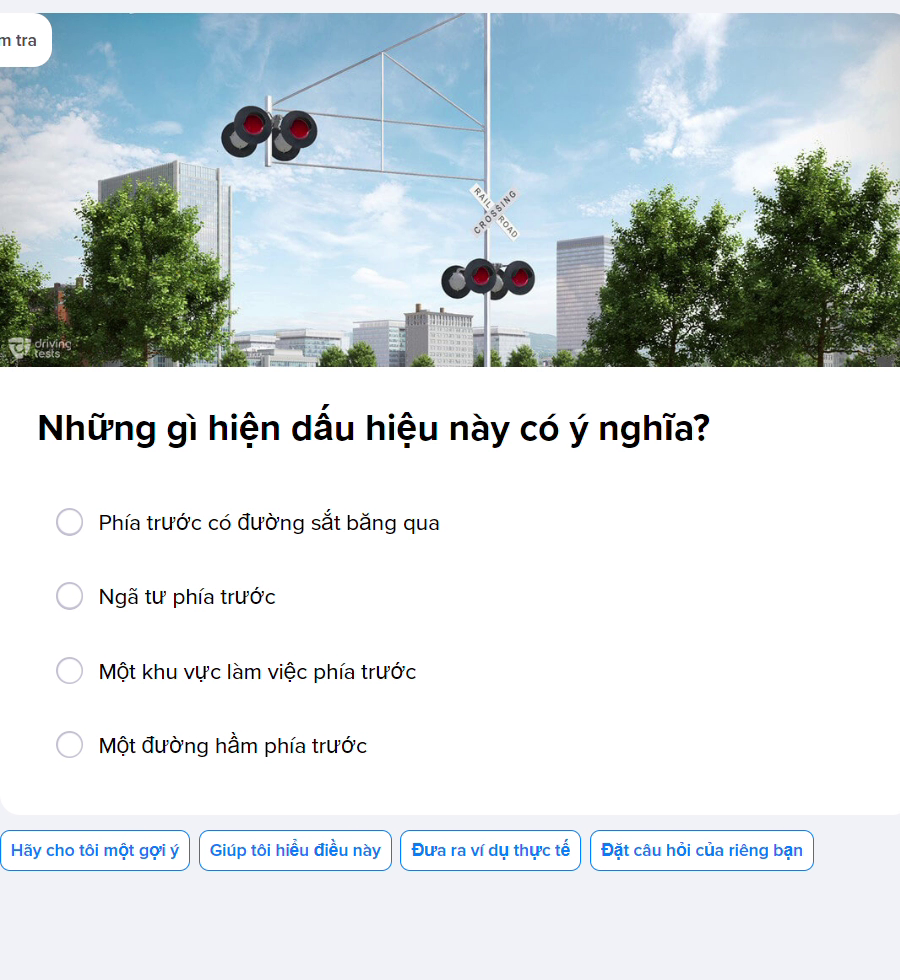 m tra
RAIL ROAD
CROSSING
driving
tests
Những gì hiện dấu hiệu này có ý nghĩa?
Phía trước có đường sắt băng qua
Ngã tư phía trước
Một khu vực làm việc phía trước
Một đường hầm phía trước
Hãy cho tôi một gợi ý
Giúp tôi hiểu điều này
Đưa ra ví dụ thực tế
Đặt câu hỏi của riêng bạn